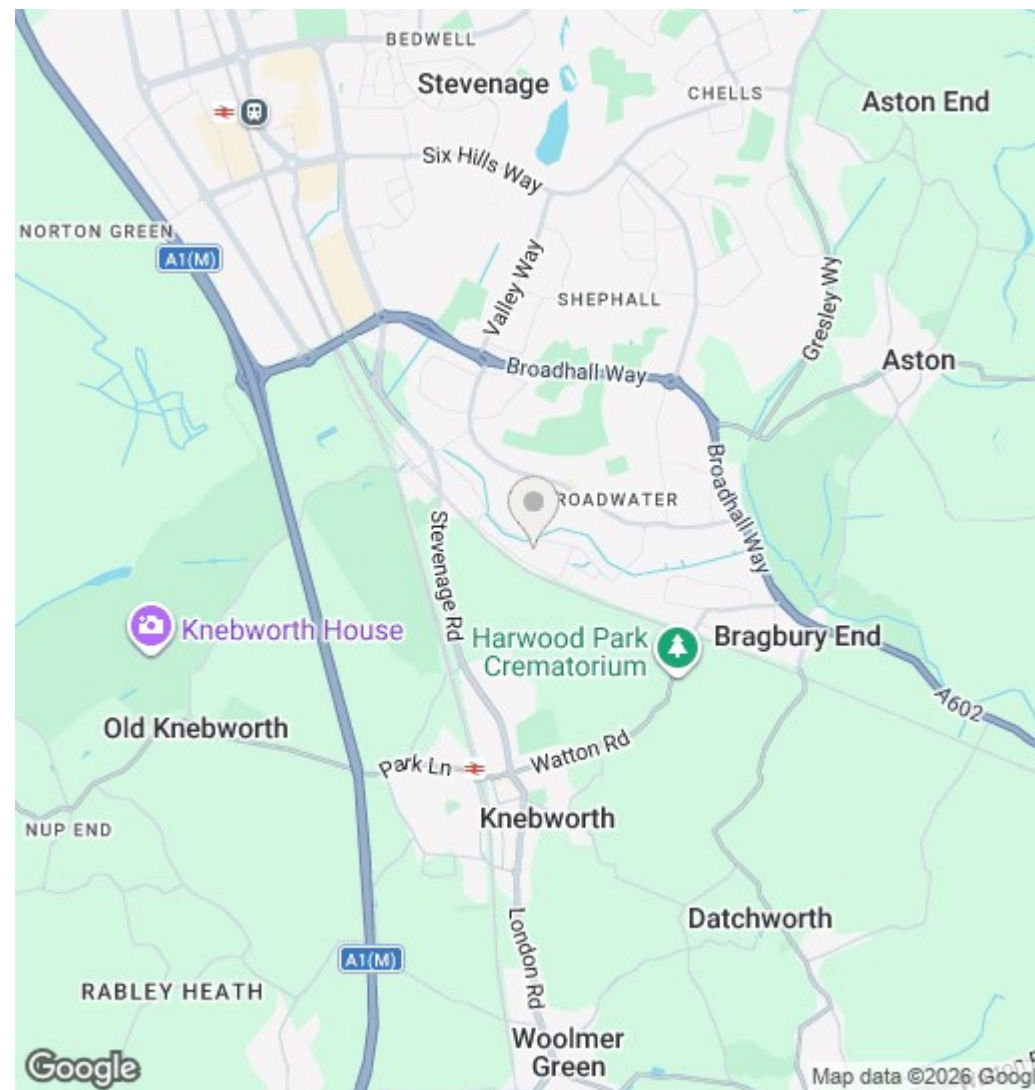 BEDWELL
Stevenage
CHELLS
Aston End
Six Hills Way
NORTON GREEN
A1(M)
Valley Way
SHEPHALL
Gresley Wy
Broadhall Way
Aston
ROADWATER
Broadhall Way
Stevenage Rd
Knebworth House
Harwood Park
Crematorium
Bragbury End
A602
Old Knebworth
Park Ln
Watton Rd
Knebworth
NUP END
Datchworth
London Rd
A1(M)
RABLEY HEATH
Woolmer
Green
Google
Map data ©2026 Googl